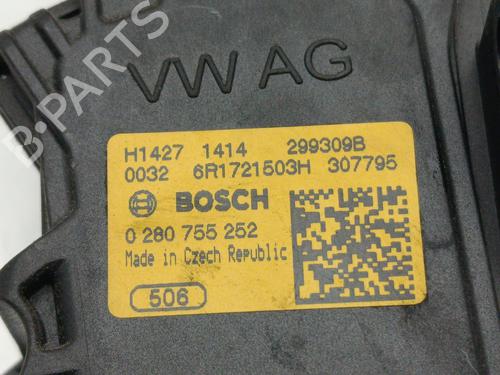 B-PARTS
VW AG
H1427 1414 299309B
0032 6R1721503H 307795
BOSCH
0 280 755 252
Made in Czech Republic
506